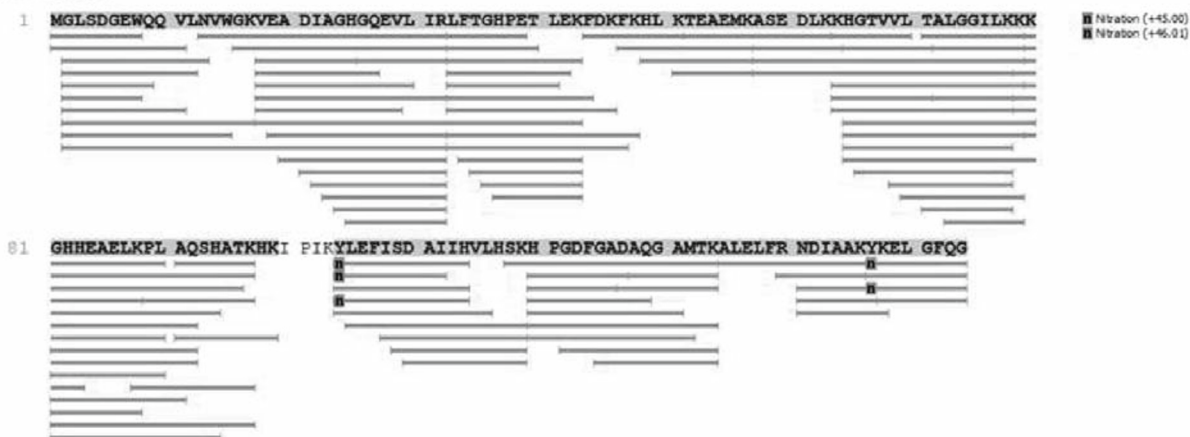 1 MGLSDGEWQQ VLNVWGKVEA DIAGHGQEVL IRLFTGHPET LEKFDKFKHL KTEAEMKASE DLKKHGTVVL TALGGILKKK
n Nitration (+45.00)
n Nitration (+46.01)
81 GHHEAELKPL AQSHATKHKI PIKYLEFISD AIIHVLHSKH PGDFGADAQG AMTKALELFR NDIAAKYKEL GFQG
n n
n
n n